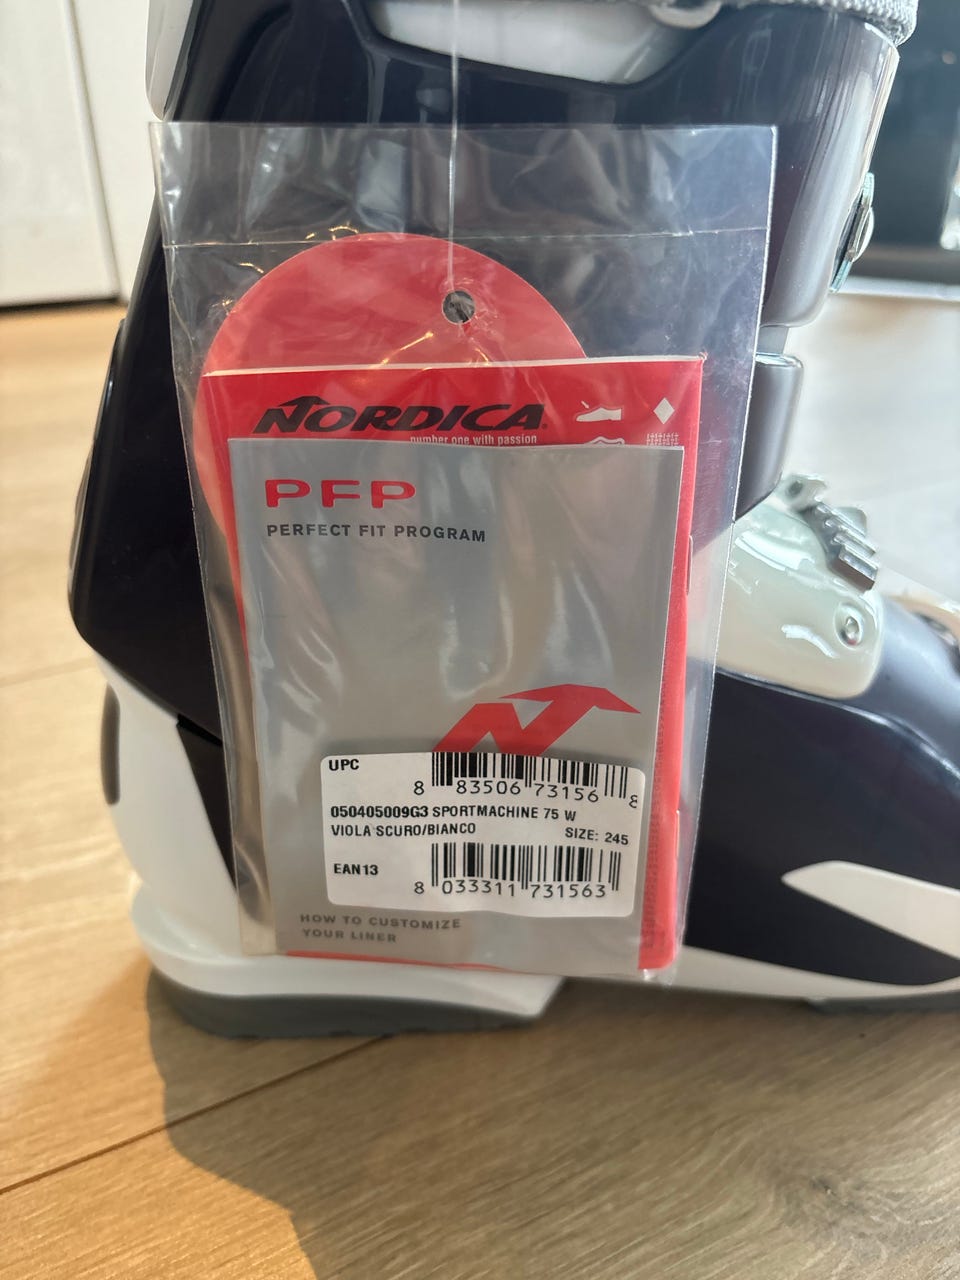 NORDICA
number one with passion
PFP
PERFECT FIT PROGRAM
UPC
8 83506 73156 8
050405009G3 SPORTMACHINE 75 W
VIOLA SCURO/BIANCO SIZE: 245
EAN13
8 033311 731563
HOW TO CUSTOMIZE
YOUR LINER